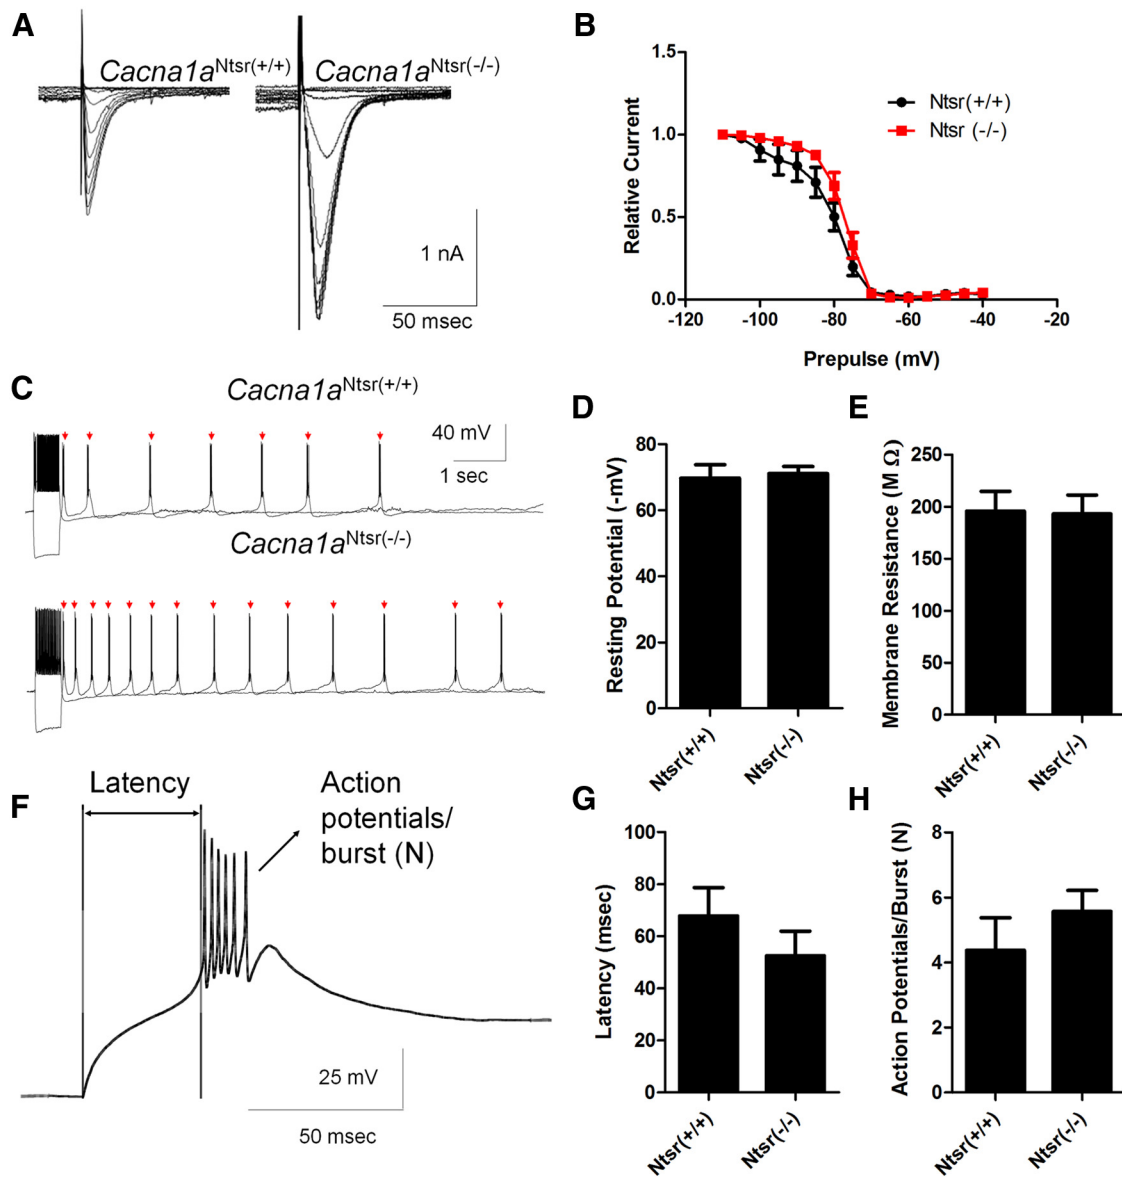 A
Cacna1aNtsr(+/+)
Cacna1aNtsr(-/-)
1 nA
50 msec
B
1.5
1.0
0.5
0.0
Relative Current
Ntsr(+/+)
Ntsr (-/-)
-120
-100
-80
-60
-40
-20
Prepulse (mV)
C
Cacna1aNtsr(+/+)
40 mV
1 sec
Cacna1aNtsr(-/-)
D
80
60
40
20
0
Resting Potential (-mV)
Ntsr(+/+)
Ntsr(-/-)
E
250
200
150
100
50
0
Membrane Resistance (M Ω)
Ntsr(+/+)
Ntsr(-/-)
F
Latency
Action
potentials/
burst (N)
25 mV
50 msec
G
100
80
60
40
20
0
Latency (msec)
Ntsr(+/+)
Ntsr(-/-)
H
8
6
4
2
0
Action Potentials/Burst (N)
Ntsr(+/+)
Ntsr(-/-)